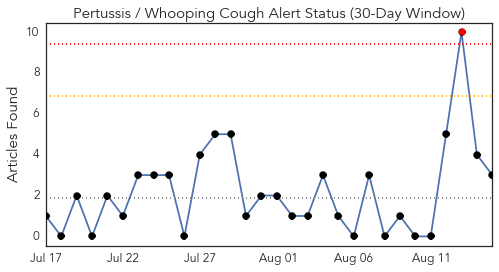 Pertussis / Whooping Cough Alert Status (30-Day Window)
Articles Found
10
8
6
4
2
0
Jul 17 Jul 22 Jul 27 Aug 01 Aug 06 Aug 11